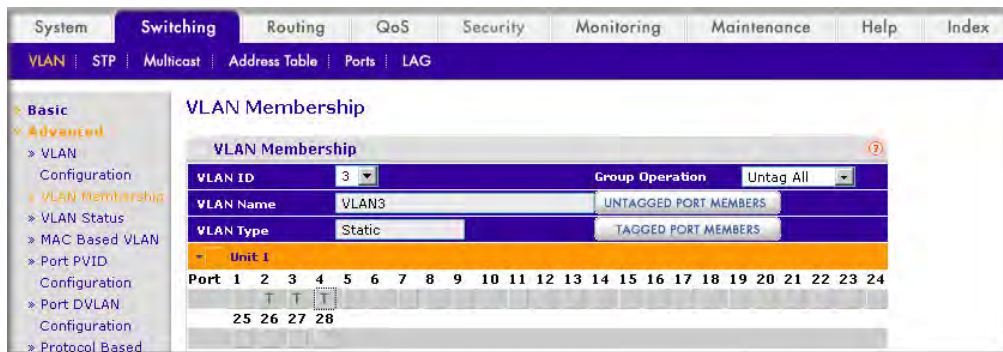 System Switching Routing QoS Security Monitoring Maintenance Help Index
VLAN STP Multicast Address Table Ports LAG
Basic
Advanced
» VLAN
Configuration
» VLAN Membership
» VLAN Status
» MAC Based VLAN
» Port PVID
Configuration
» Port DVLAN
Configuration
» Protocol Based
VLAN Membership
VLAN Membership ?
VLAN ID 3 Group Operation Untag All
VLAN Name VLAN3 UNTAGGED PORT MEMBERS
VLAN Type Static TAGGED PORT MEMBERS
Unit 1
Port 1 2 3 4 5 6 7 8 9 10 11 12 13 14 15 16 17 18 19 20 21 22 23 24
T T T
25 26 27 28